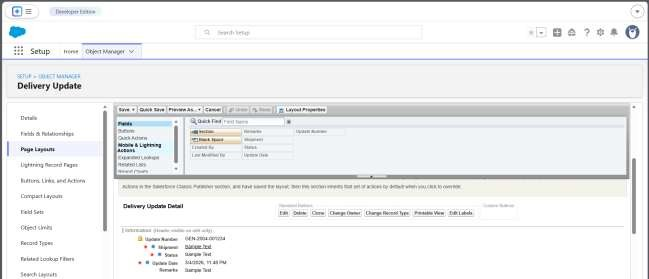 Developer Edition
Search Setup
Setup Home Object Manager
SETUP > OBJECT MANAGER
Delivery Update
Details
Fields & Relationships
Page Layouts
Lightning Record Pages
Buttons, Links, and Actions
Compact Layouts
Field Sets
Object Limits
Record Types
Related Lookup Filters
Search Layouts
Save Quick Save Preview As... Cancel Undo Redo Layout Properties
Fields
Buttons
Quick Actions
Mobile & Lightning Actions
Expanded Lookups
Related Lists
Report Charts
Quick Find Field Name
Section Remarks Update Number
Blank Space Shipment
Created By Status
Last Modified By Update Date
Actions in the Salesforce Classic Publisher section, and have saved the layout, then this section inherits that set of actions by default when you click to override.
Delivery Update Detail
Standard Buttons
Edit Delete Clone Change Owner Change Record Type Printable View Edit Labels
Custom Buttons
Information (Header visible on edit only)
Update Number GEN-2004-001234
Shipment Sample Text
Status Sample Text
Update Date 3/4/2026, 11:48 PM
Remarks Sample Text